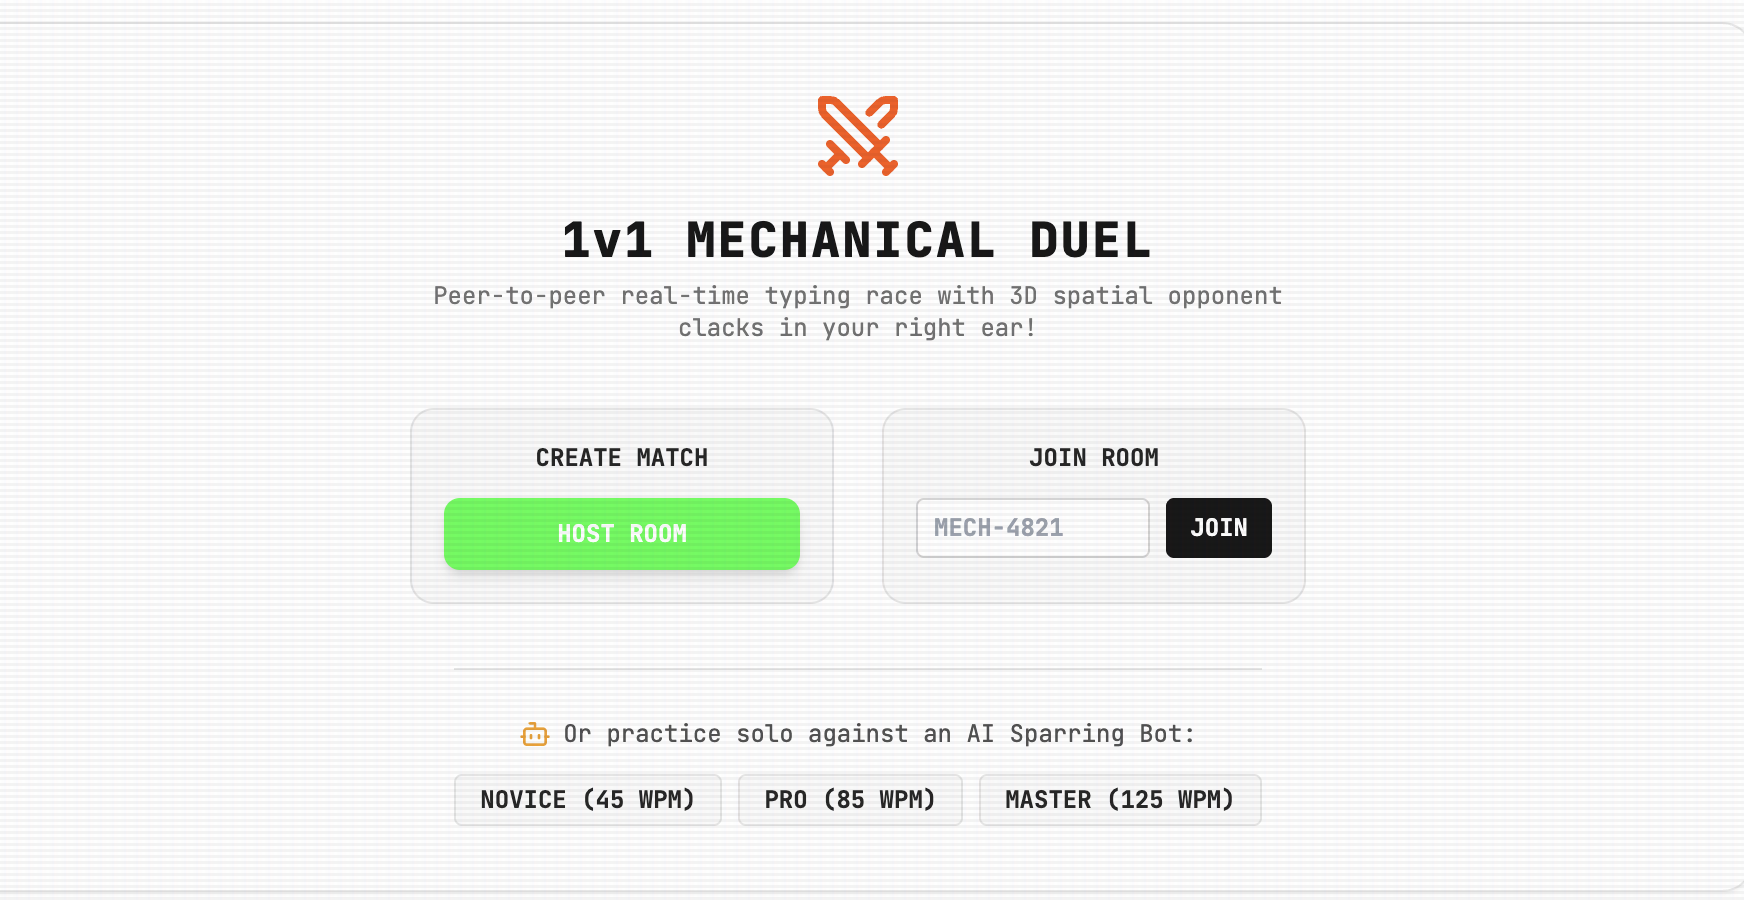 1v1 MECHANICAL DUEL
Peer-to-peer real-time typing race with 3D spatial opponent
clacks in your right ear!
CREATE MATCH
HOST ROOM
JOIN ROOM
MECH-4821
JOIN
Or practice solo against an AI Sparring Bot:
NOVICE (45 WPM)
PRO (85 WPM)
MASTER (125 WPM)